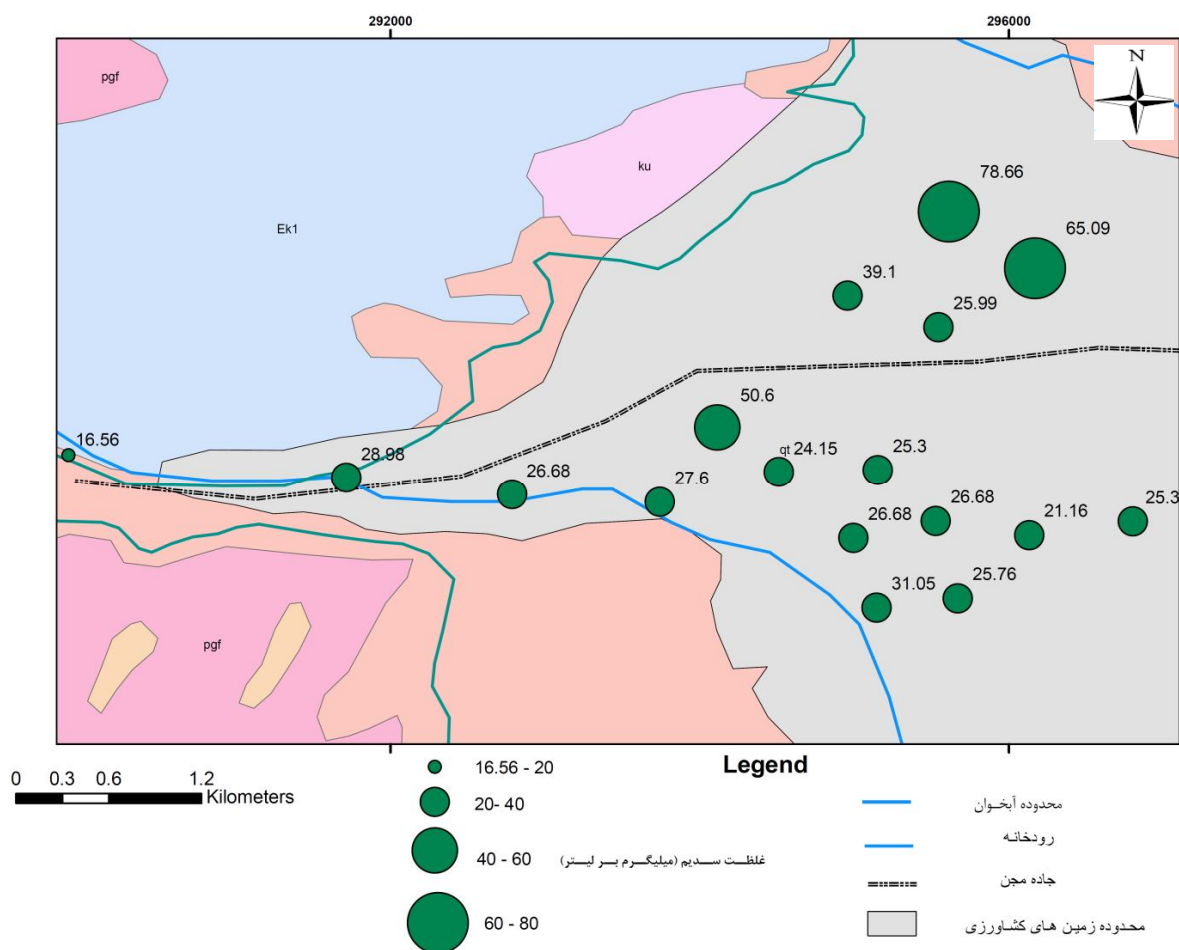 292000
296000
N
pgf
ku
Ek1
78.66
65.09
39.1
25.99
50.6
16.56
28.98
26.68
27.6
qt 24.15
25.3
26.68
26.68
21.16
25.3
31.05
25.76
pgf
0 0.3 0.6 1.2
Kilometers
Legend
16.56 - 20
20- 40
40 - 60
60 - 80
غلظت سدیم (میلیگرم بر لیتر)
محدوده آبخوان
رودخانه
جاده مجن
محدوده زمین های کشاورزی